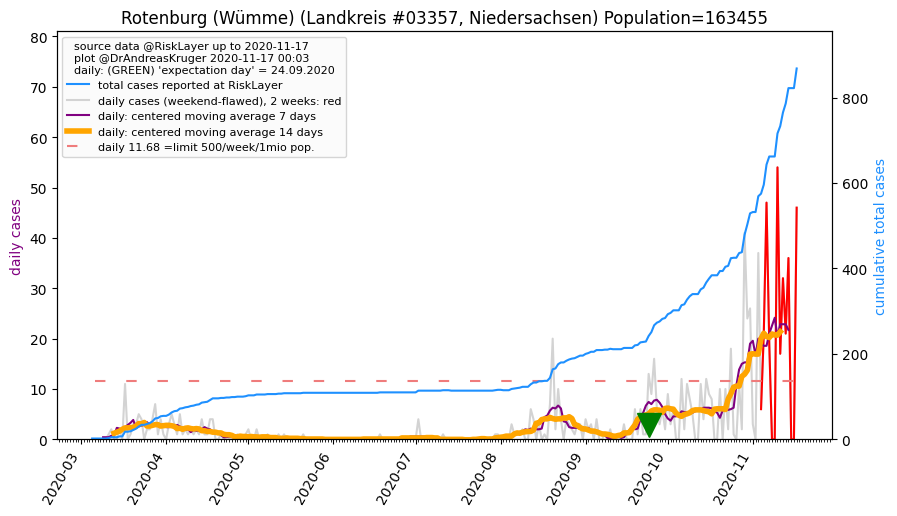 Rotenburg (Wümme) (Landkreis #03357, Niedersachsen) Population=163455
source data @RiskLayer up to 2020-11-17
plot @DrAndreasKruger 2020-11-17 00:03
daily: (GREEN) 'expectation day' = 24.09.2020
total cases reported at RiskLayer
daily cases (weekend-flawed), 2 weeks: red
daily: centered moving average 7 days
daily: centered moving average 14 days
daily 11.68 =limit 500/week/1mio pop.
daily cases
80
70
60
50
40
30
20
10
0
cumulative total cases
800
600
400
200
0
2020-03
2020-04
2020-05
2020-06
2020-07
2020-08
2020-09
2020-10
2020-11